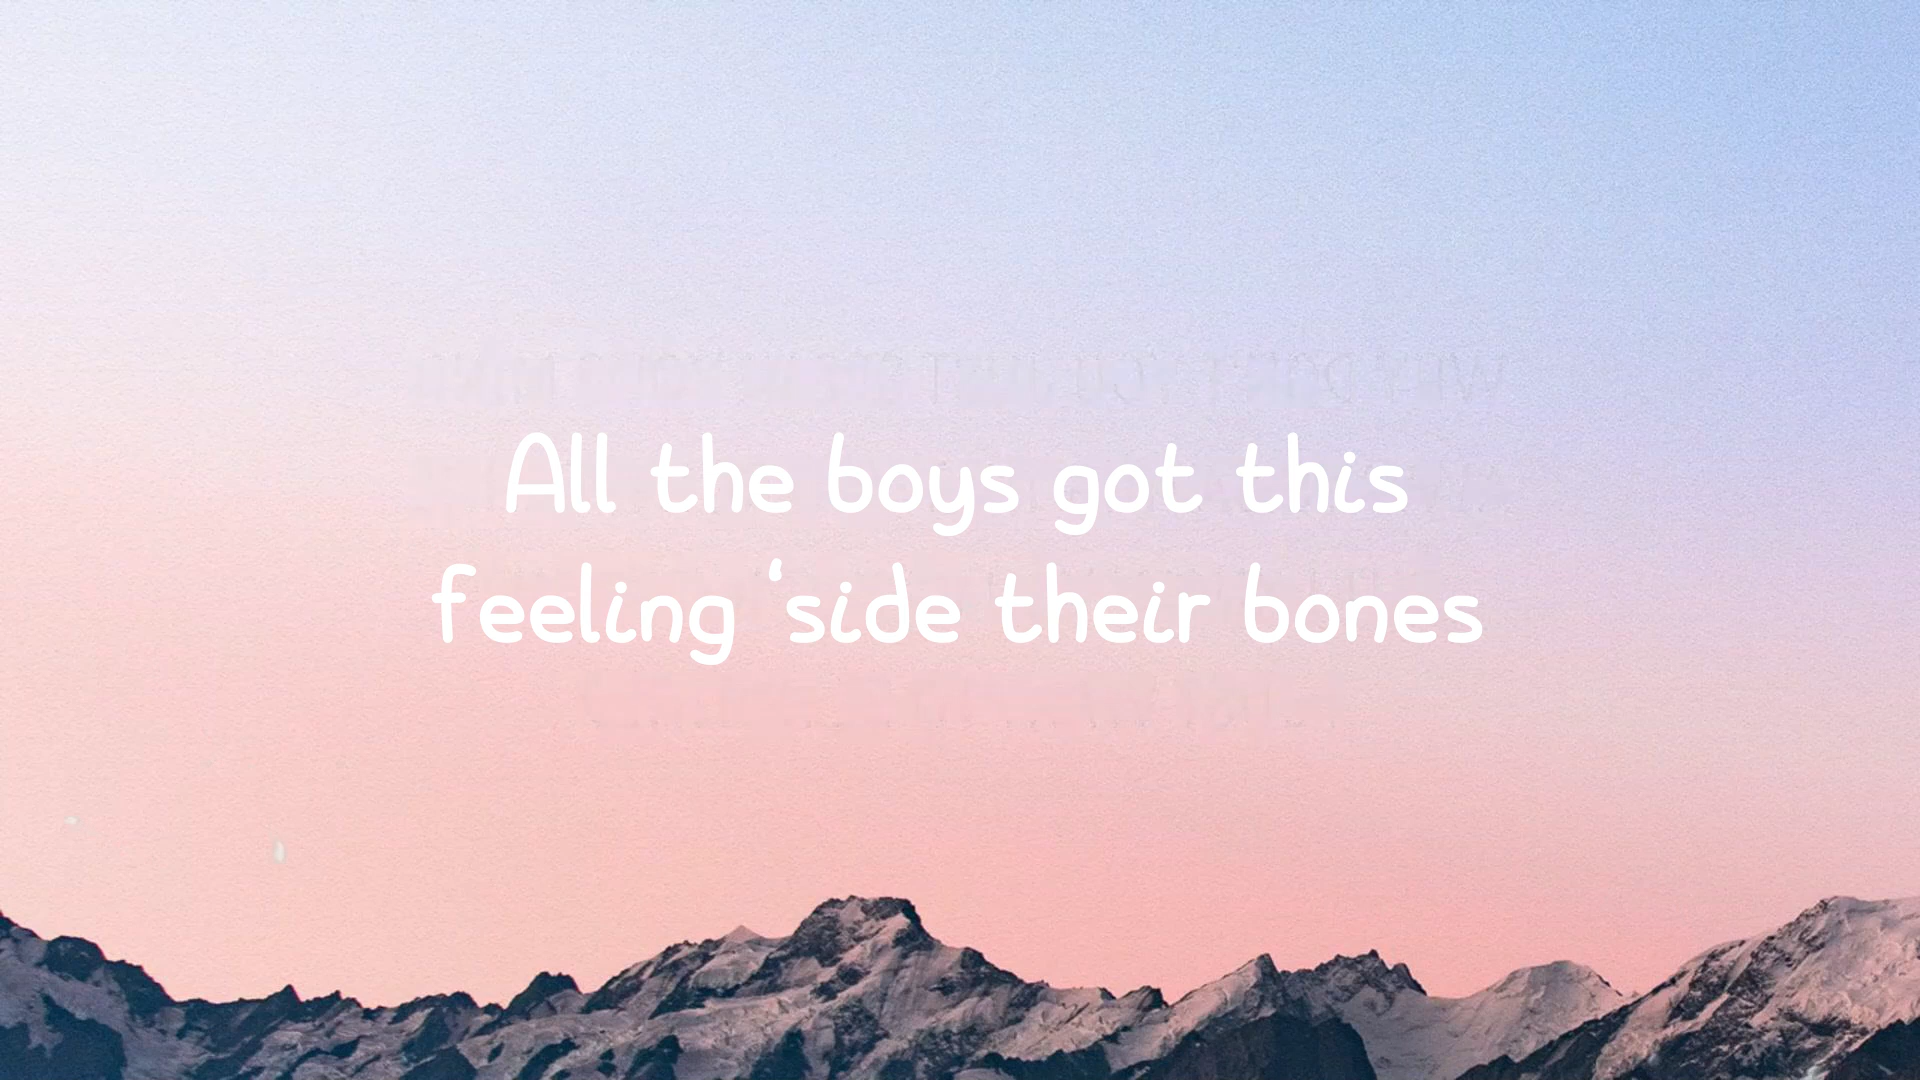 All the boys got this
feeling ‘side their bones